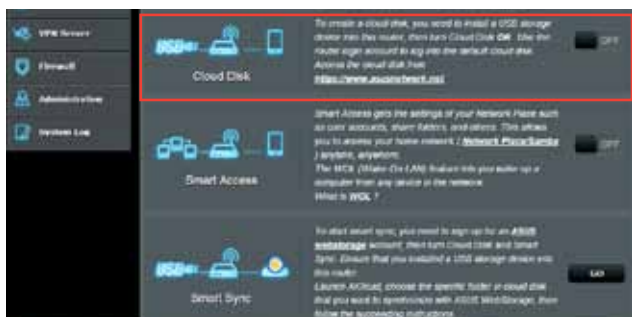 VPN Server
Firewall
Administration
System Log
USB
Cloud Disk
To create a cloud disk, you need to install a USB storage
device into this router, then turn Cloud Disk ON. Use the
router login account to log into the default cloud disk.
Access the cloud disk from
OFF
Smart Access
Smart Access gets the settings of your Network Place such
as user accounts, share folders, and others. This allows
you to access your home network ( Network Place/Samba
) anytime, anywhere.
The WOL (Wake-On-LAN) feature lets you wake up a
computer from any device in the network.
What is WOL ?
OFF
USB
Smart Sync
To start smart sync, you need to sign up for an ASUS
webstorage account, then turn Cloud Disk and Smart
Sync. Ensure that you installed a USB storage device into
this router.
Launch AiCloud, choose the specific folder in cloud disk
that you want to synchronize with ASUS WebStorage, then
follow the succeeding instructions.
GO